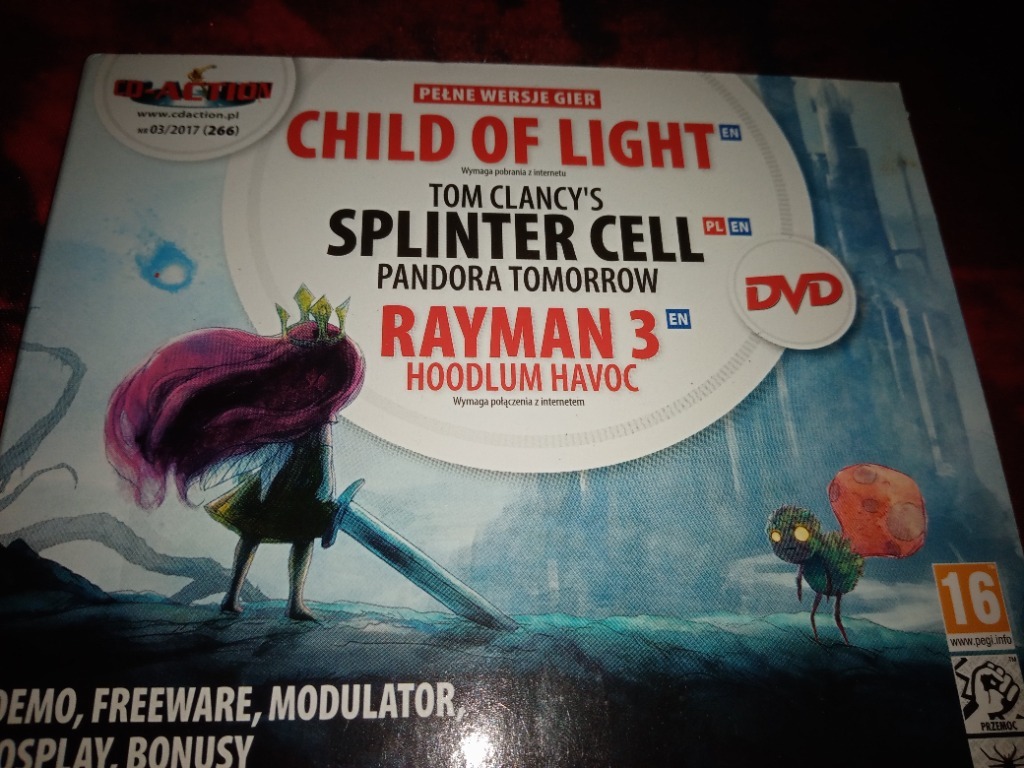 CD-ACTION
www.cdaction.pl
NR 03/2017 (266)
PEŁNE WERSJE GIER
CHILD OF LIGHT EN
Wymaga pobrania z internetu
TOM CLANCY'S
SPLINTER CELL PL EN
PANDORA TOMORROW
RAYMAN 3 EN
HOODLUM HAVOC
Wymaga połączenia z internetem
DVD
16
www.pegi.info
PRZEMOC
DEMO, FREEWARE, MODULATOR,
OSPLAY, BONUSY